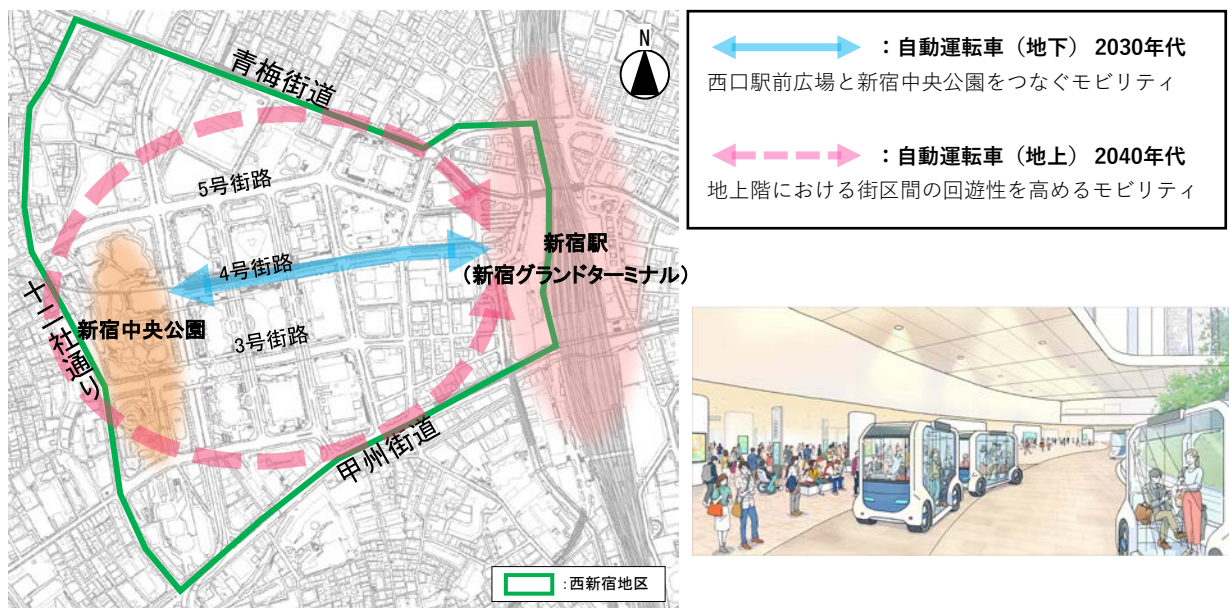 青梅街道
N
5号街路
新宿駅
（新宿グランドターミナル）
4号街路
新宿中央公園
3号街路
十二社通り
甲州街道
：西新宿地区
：自動運転車（地下） 2030年代
西口駅前広場と新宿中央公園をつなぐモビリティ
：自動運転車（地上） 2040年代
地上階における街区間の回遊性を高めるモビリティ